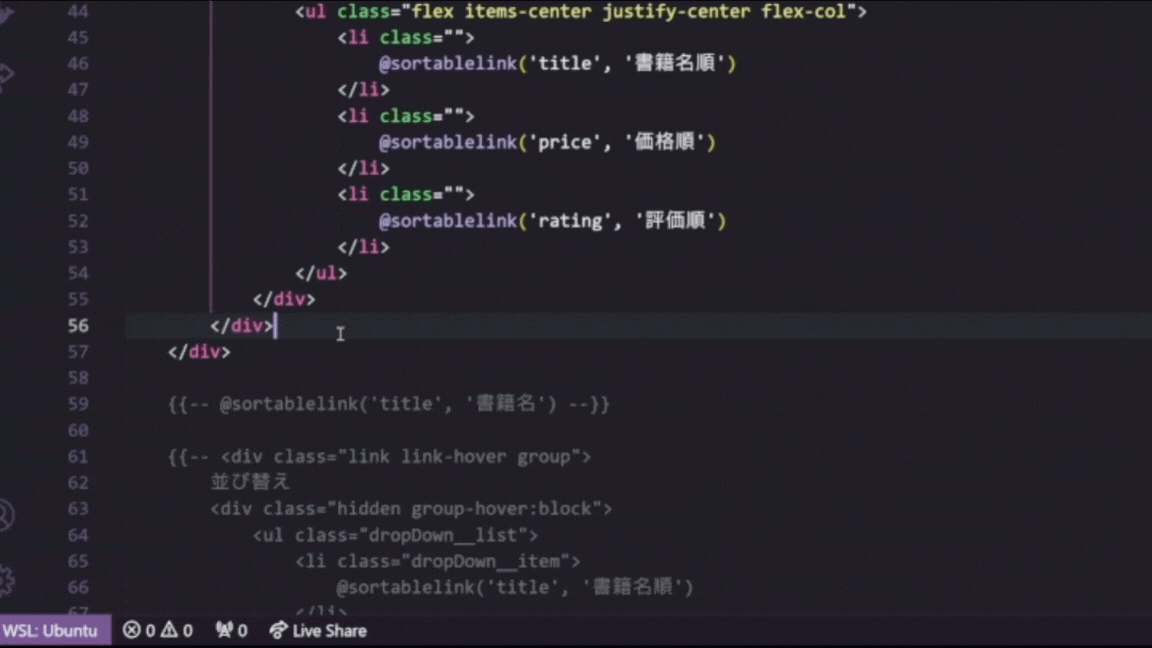 44 <ul class="flex items-center justify-center flex-col">
45 <li class="">
46 @sortablelink('title', '書籍名順')
47 </li>
48 <li class="">
49 @sortablelink('price', '価格順')
50 </li>
51 <li class="">
52 @sortablelink('rating', '評価順')
53 </li>
54 </ul>
55 </div>
56 </div>
57 </div>
58
59 {{-- @sortablelink('title', '書籍名') --}}
60
61 {{-- <div class="link link-hover group">
62 並び替え
63 <div class="hidden group-hover:block">
64 <ul class="dropDown__list">
65 <li class="dropDown__item">
66 @sortablelink('title', '書籍名順')
67 </li>
WSL: Ubuntu 0 0 0 Live Share